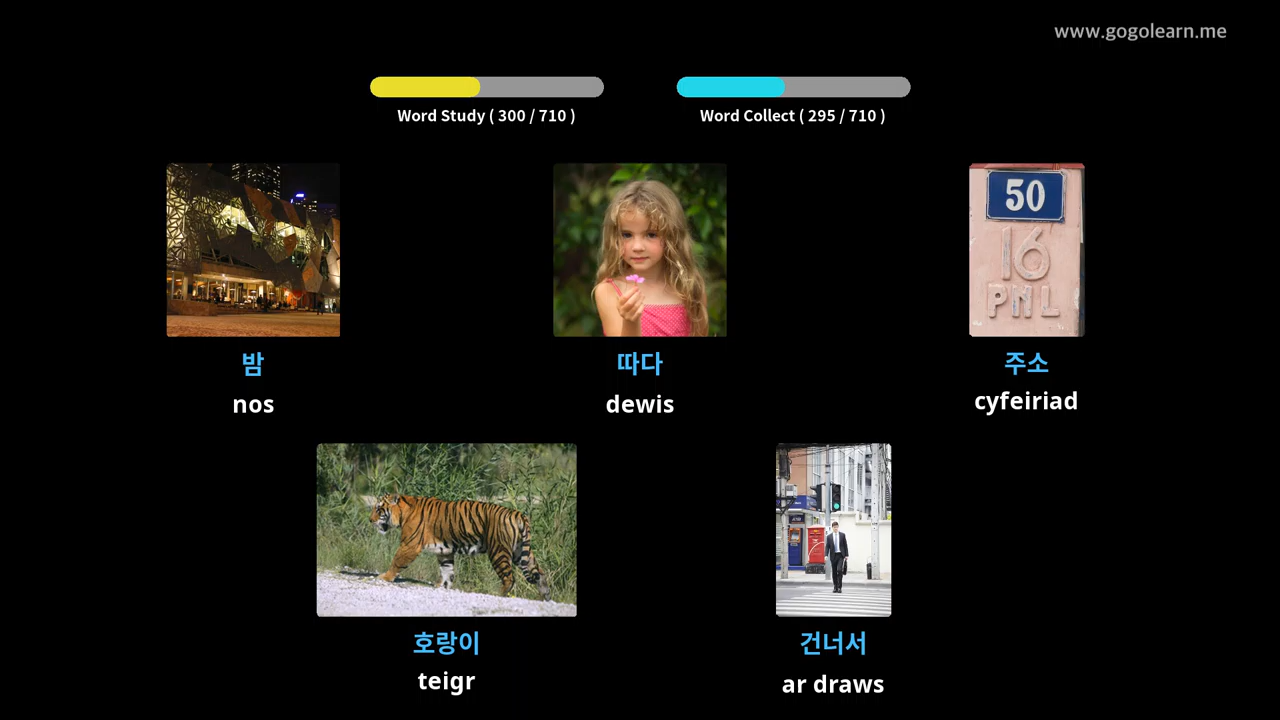 www.gogolearn.me
Word Study ( 300 / 710 )
Word Collect ( 295 / 710 )
50
16
PNL
밤
nos
따다
dewis
주소
cyfeiriad
호랑이
teigr
건너서
ar draws